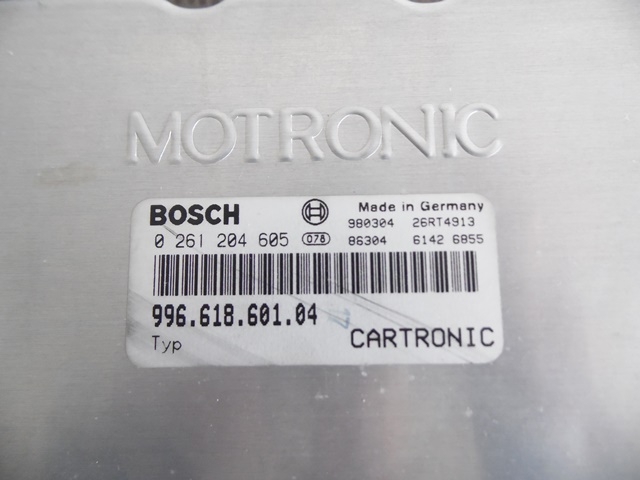 MOTRONIC
BOSCH Made in Germany
980304 26RT4913
0 261 204 605 078 86304 6142 6855
996.618.601.04
Typ CARTRONIC